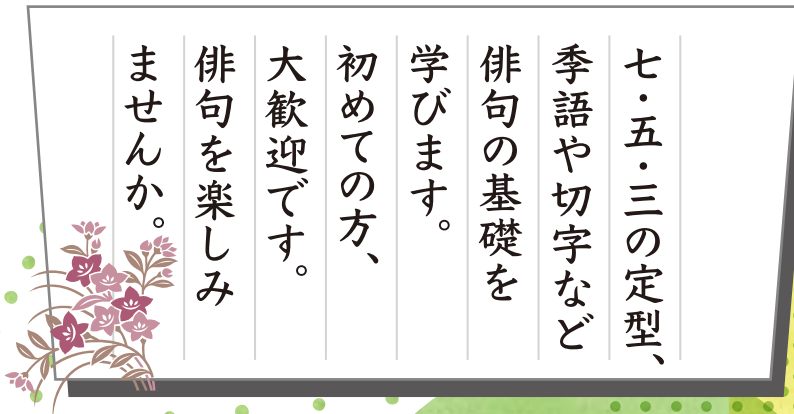 七・五・三の定型、
季語や切字など
俳句の基礎を
学びます。
初めての方、
大歓迎です。
俳句を楽しみ
ませんか。